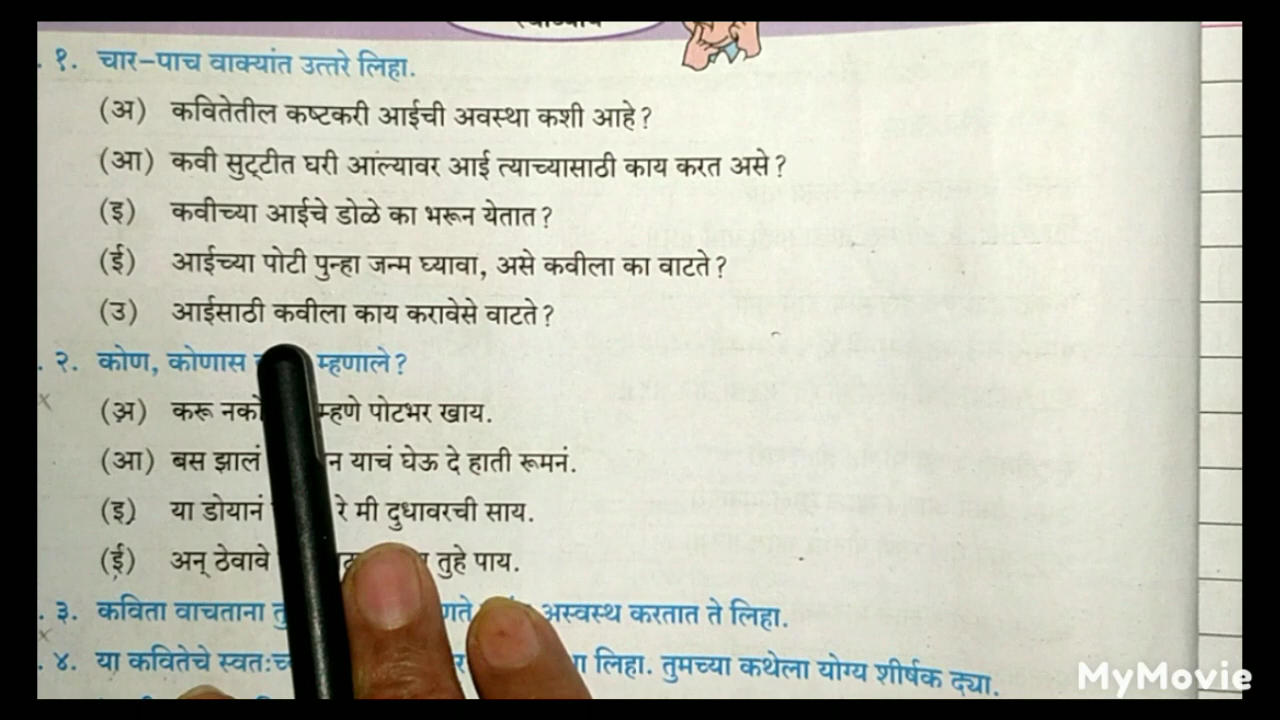 . १. चार-पाच वाक्यांत उत्तरे लिहा.
(अ) कवितेतील कष्टकरी आईची अवस्था कशी आहे?
(आ) कवी सुट्टीत घरी आल्यावर आई त्याच्यासाठी काय करत असे?
(इ) कवीच्या आईचे डोळे का भरून येतात?
(ई) आईच्या पोटी पुन्हा जन्म घ्यावा, असे कवीला का वाटते?
(उ) आईसाठी कवीला काय करावेसे वाटते?
. २. कोण, कोणास म्हणाले?
(अ) करू नको म्हणे पोटभर खाय.
(आ) बस झालं याचं घेऊ दे हाती रूमनं.
(इ) या डोयानं रे मी दुधावरची साय.
(ई) अन् ठेवावे तुहे पाय.
. ३. कविता वाचताना अस्वस्थ करतात ते लिहा.
. ४. या कवितेचे लिहा. तुमच्या कथेला योग्य शीर्षक द्या.
MyMovie